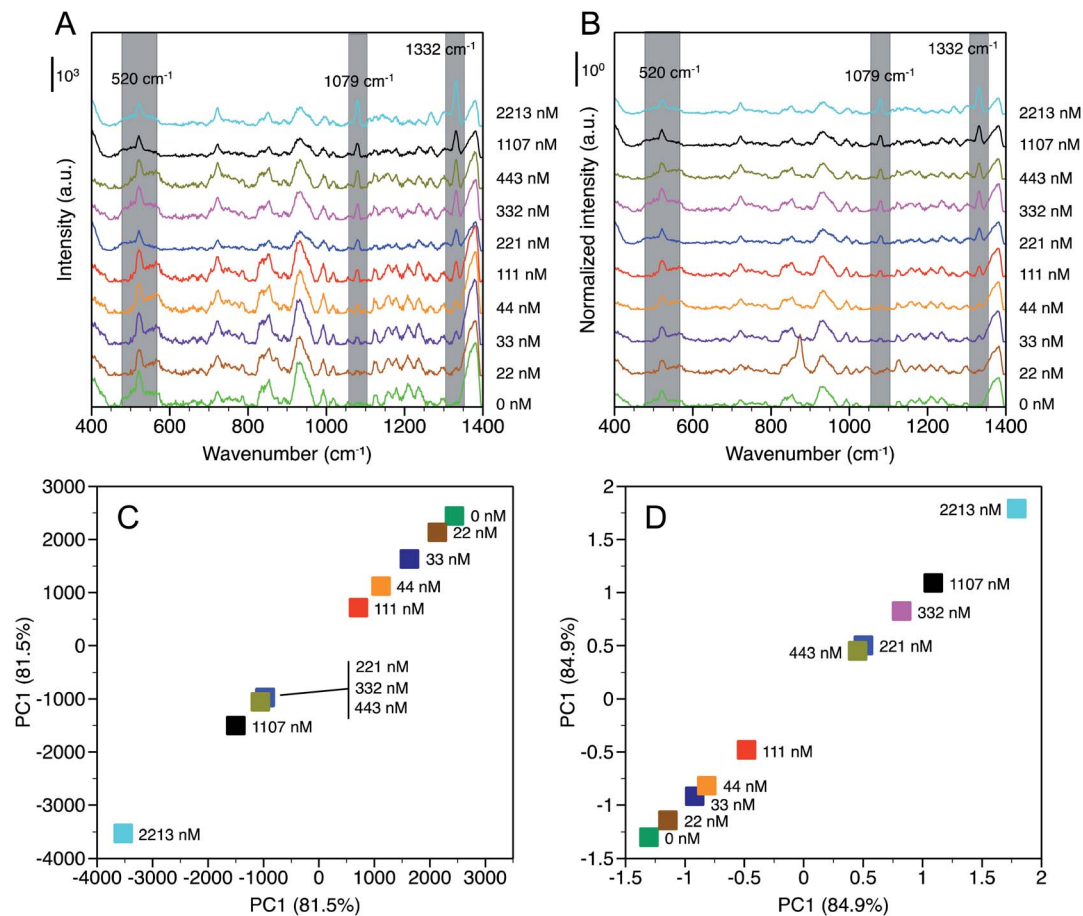 A
B
10³
520 cm⁻¹
1079 cm⁻¹
1332 cm⁻¹
2213 nM
1107 nM
443 nM
332 nM
221 nM
111 nM
44 nM
33 nM
22 nM
0 nM
Intensity (a.u.)
400 600 800 1000 1200 1400
Wavenumber (cm⁻¹)
10⁰
520 cm⁻¹
1079 cm⁻¹
1332 cm⁻¹
2213 nM
1107 nM
443 nM
332 nM
221 nM
111 nM
44 nM
33 nM
22 nM
0 nM
Normalized intensity (a.u.)
400 600 800 1000 1200 1400
Wavenumber (cm⁻¹)
C
3000
2000
1000
0
-1000
-2000
-3000
-4000
PC1 (81.5%)
0 nM
22 nM
33 nM
44 nM
111 nM
221 nM
332 nM
443 nM
1107 nM
2213 nM
-4000 -3000 -2000 -1000 0 1000 2000 3000
PC1 (81.5%)
D
2
1.5
1
0.5
0
-0.5
-1
-1.5
PC1 (84.9%)
2213 nM
1107 nM
332 nM
221 nM
443 nM
111 nM
44 nM
33 nM
22 nM
0 nM
-1.5 -1 -0.5 0 0.5 1 1.5 2
PC1 (84.9%)